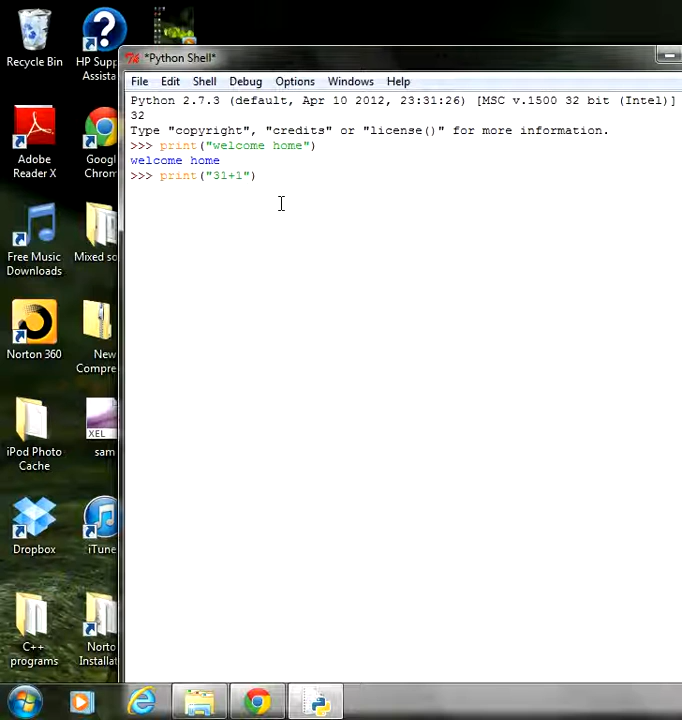 Recycle Bin
HP Supp
Assista
Adobe
Reader X
Googl
Chrom
Free Music
Downloads
Mixed so
Norton 360
New
Compre
iPod Photo
Cache
XEL
sam
Dropbox
iTune
C++
programs
Norto
Installat
*Python Shell*
File Edit Shell Debug Options Windows Help
Python 2.7.3 (default, Apr 10 2012, 23:31:26) [MSC v.1500 32 bit (Intel)]
32
Type "copyright", "credits" or "license()" for more information.
>>> print("welcome home")
welcome home
>>> print("31+1")